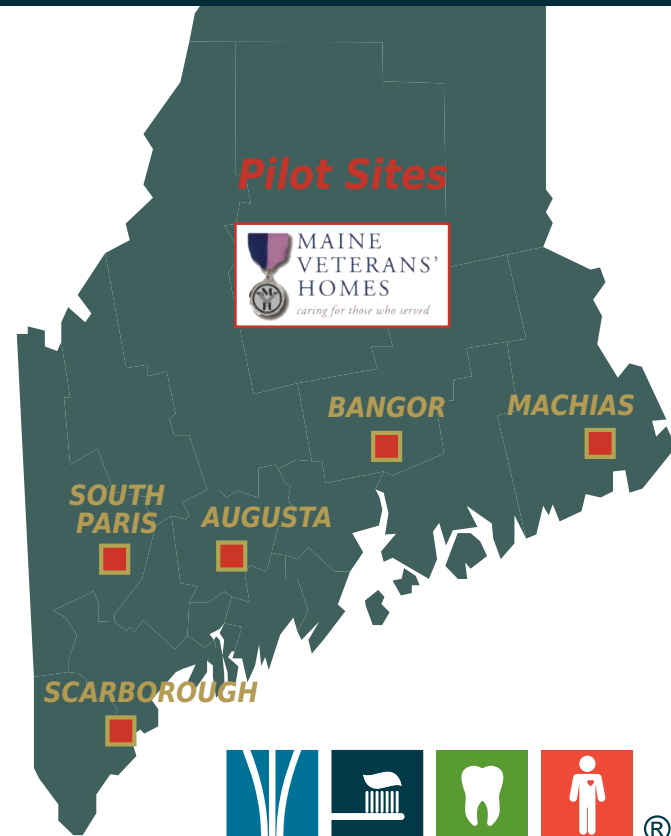 Pilot Sites
MAINE
VETERANS'
HOMES
caring for those who served
BANGOR
MACHIAS
SOUTH
PARIS
AUGUSTA
SCARBOROUGH
®